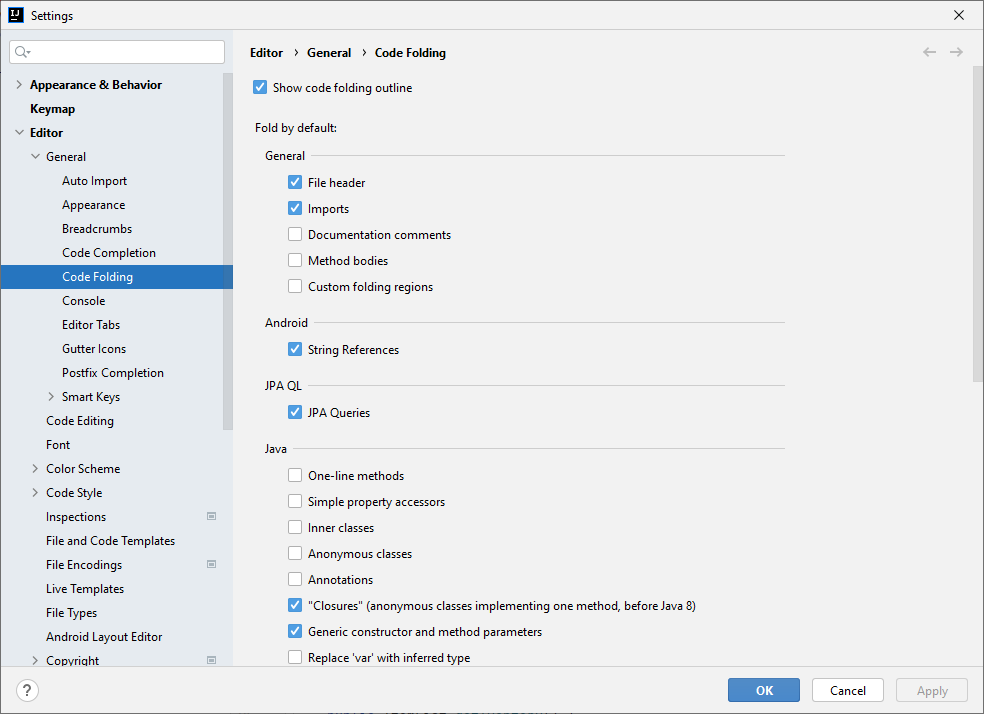 IJ Settings
Appearance & Behavior
Keymap
Editor
General
Auto Import
Appearance
Breadcrumbs
Code Completion
Code Folding
Console
Editor Tabs
Gutter Icons
Postfix Completion
Smart Keys
Code Editing
Font
Color Scheme
Code Style
Inspections
File and Code Templates
File Encodings
Live Templates
File Types
Android Layout Editor
Copyright
Editor › General › Code Folding
Show code folding outline
Fold by default:
General
File header
Imports
Documentation comments
Method bodies
Custom folding regions
Android
String References
JPA QL
JPA Queries
Java
One-line methods
Simple property accessors
Inner classes
Anonymous classes
Annotations
"Closures" (anonymous classes implementing one method, before Java 8)
Generic constructor and method parameters
Replace 'var' with inferred type
?
OK
Cancel
Apply